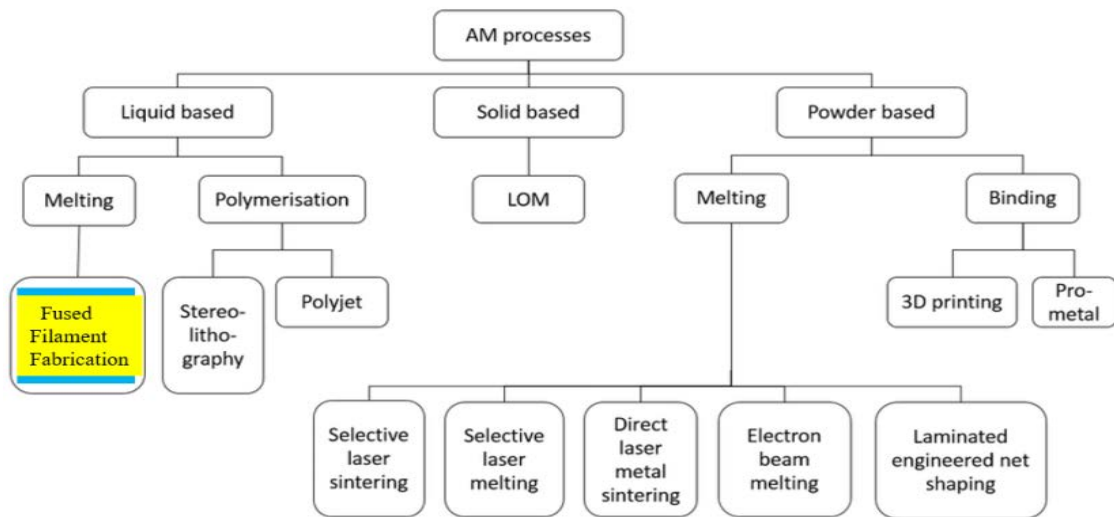 AM processes
Liquid based
Solid based
Powder based
Melting
Polymerisation
LOM
Melting
Binding
Fused
Filament
Fabrication
Stereo-
litho-
graphy
Polyjet
3D printing
Pro-
metal
Selective
laser
sintering
Selective
laser
melting
Direct
laser
metal
sintering
Electron
beam
melting
Laminated
engineered net
shaping